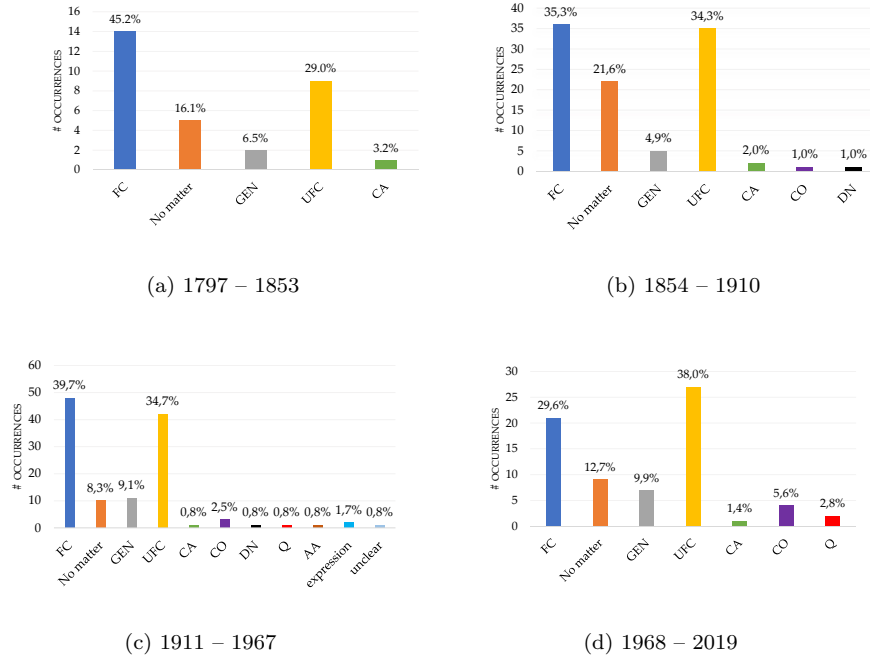 16
14
12
10
8
6
4
2
0
# OCCURRENCES
45.2%
16.1%
6.5%
29.0%
3.2%
FC
No matter
GEN
UFC
CA
(a) 1797 – 1853
40
35
30
25
20
15
10
5
0
# OCCURRENCES
35,3%
21,6%
4,9%
34,3%
2,0%
1,0%
1,0%
FC
No matter
GEN
UFC
CA
CO
DN
(b) 1854 – 1910
60
50
40
30
20
10
0
# OCCURRENCES
39,7%
8,3%
9,1%
34,7%
0,8%
2,5%
0,8%
0,8%
0,8%
1,7%
0,8%
FC
No matter
GEN
UFC
CA
CO
DN
Q
AA
expression
unclear
(c) 1911 – 1967
30
25
20
15
10
5
0
# OCCURRENCES
29,6%
12,7%
9,9%
38,0%
1,4%
5,6%
2,8%
FC
No matter
GEN
UFC
CA
CO
Q
(d) 1968 – 2019